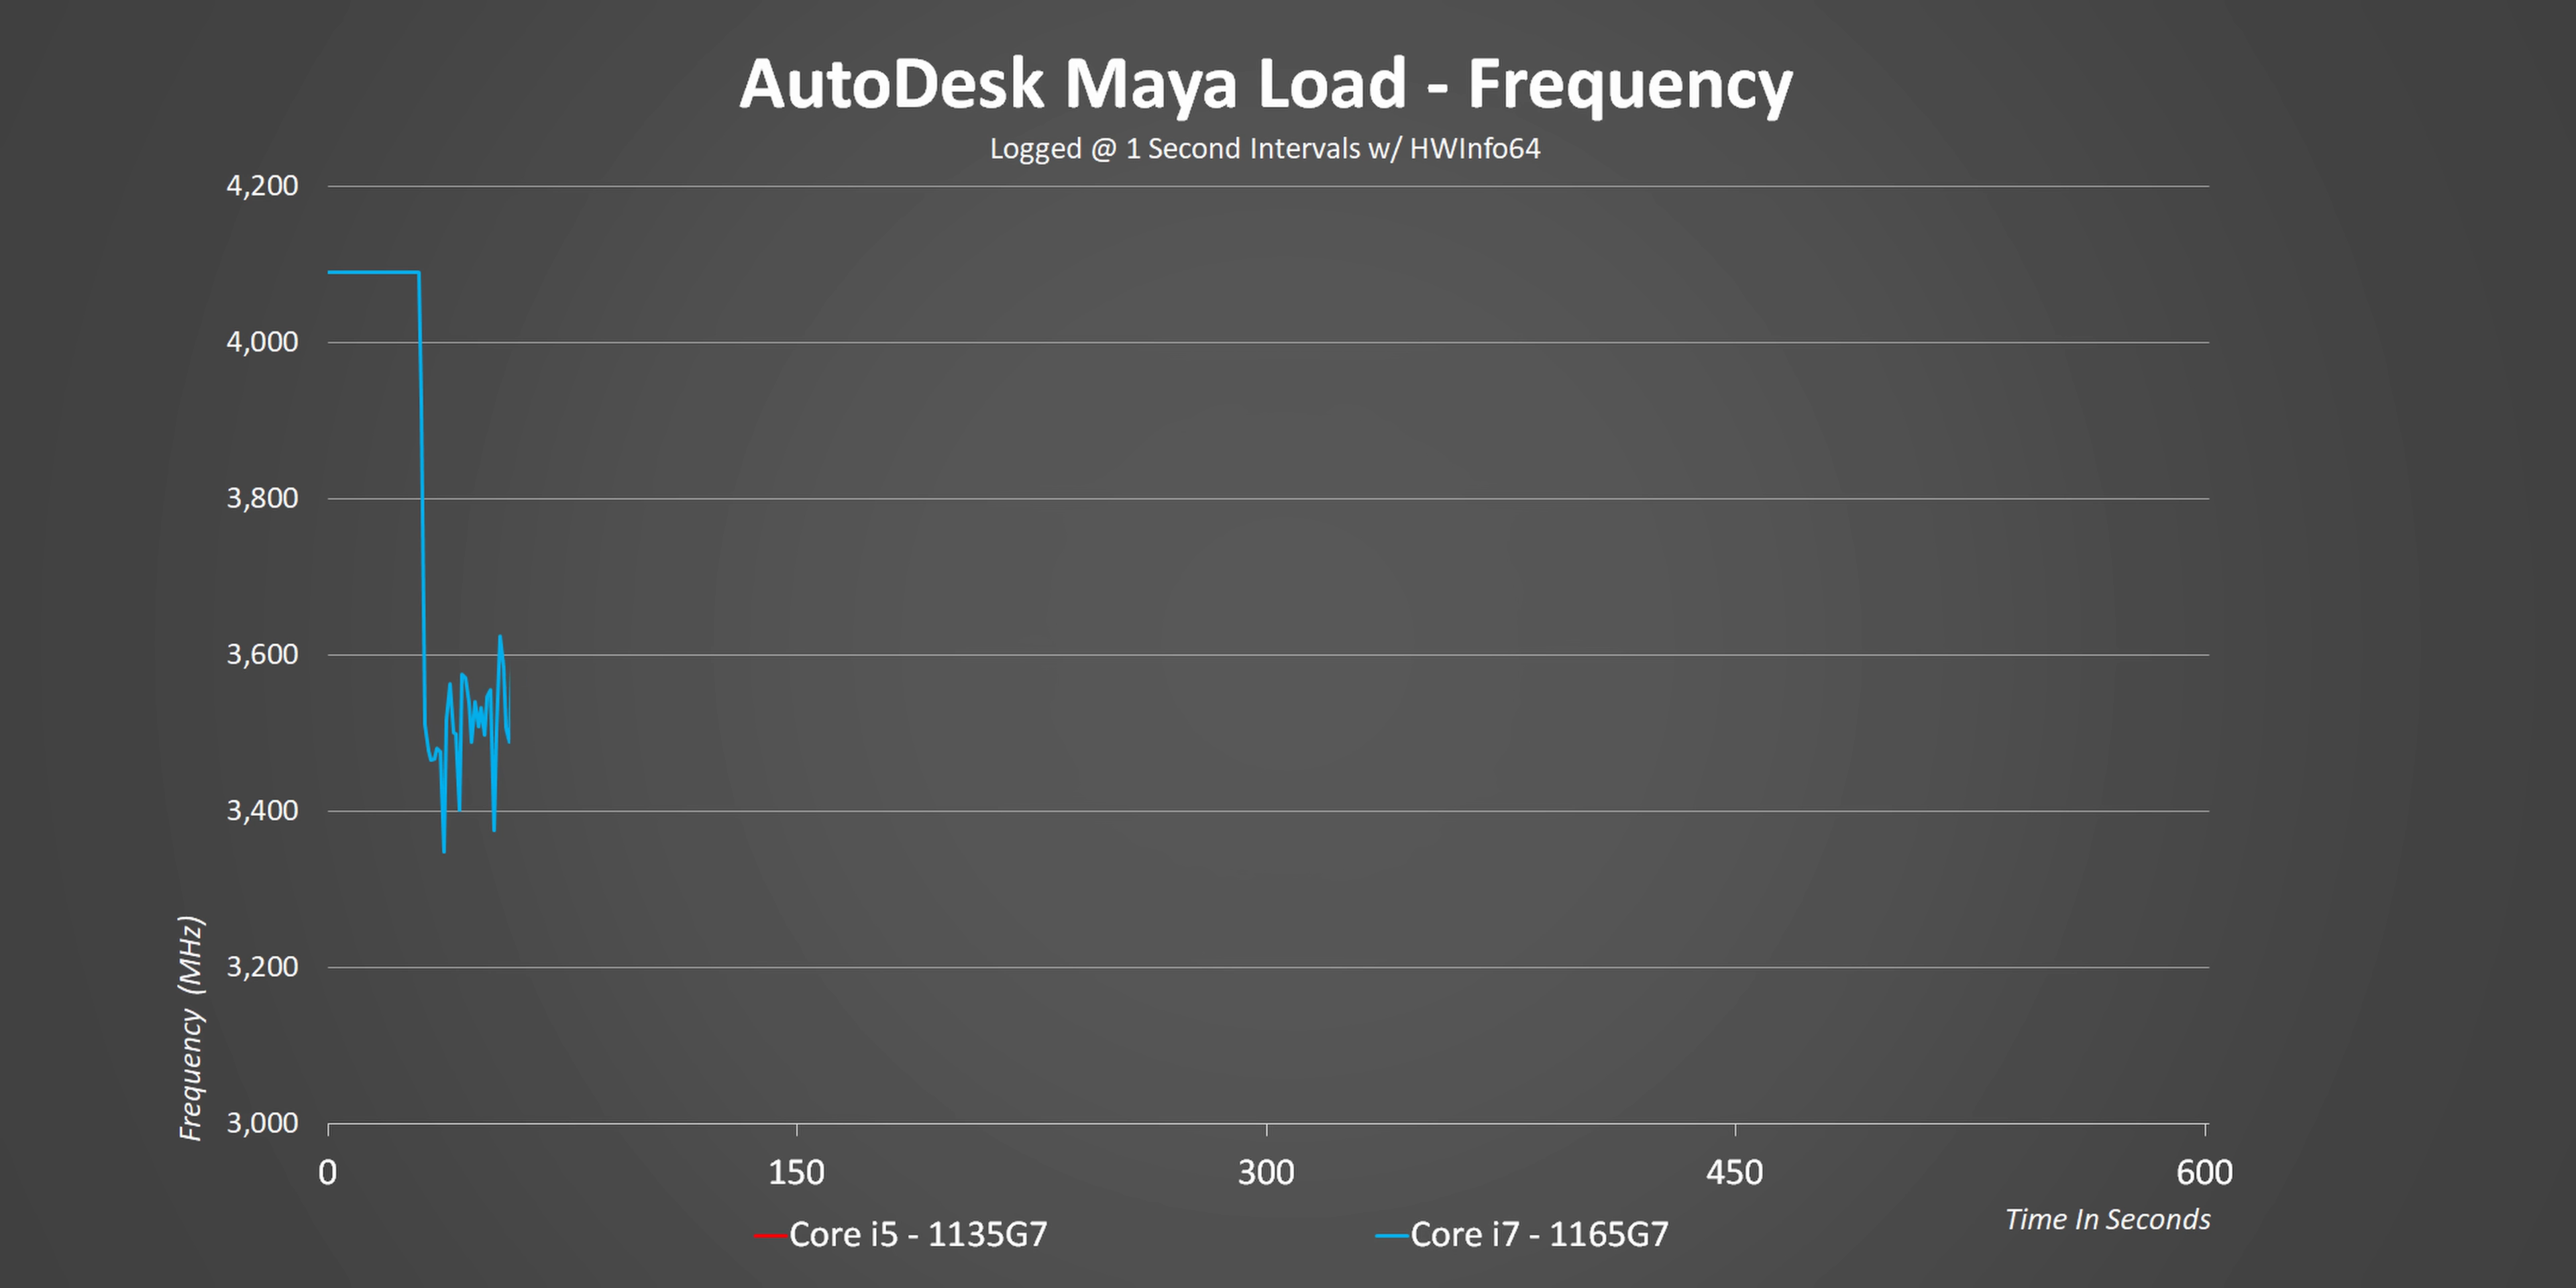 AutoDesk Maya Load - Frequency
Logged @ 1 Second Intervals w/ HWInfo64
4,200
4,000
3,800
3,600
3,400
3,200
3,000
Frequency (MHz)
0 150 300 450 600
Time In Seconds
Core i5 - 1135G7 Core i7 - 1165G7